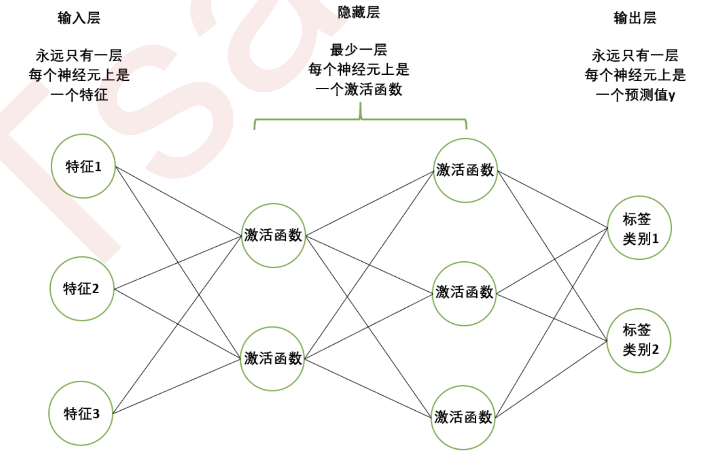 输入层
永远只有一层
每个神经元上是
一个特征
隐藏层
最少一层
每个神经元上是
一个激活函数
输出层
永远只有一层
每个神经元上是
一个预测值y
特征1
特征2
特征3
激活函数
激活函数
激活函数
激活函数
激活函数
标签
类别1
标签
类别2
Tsa